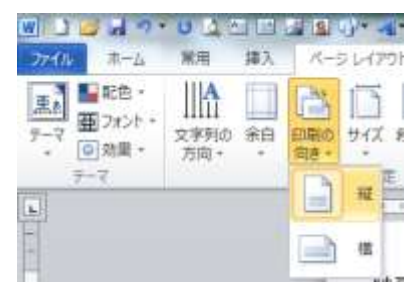 ファイル ホーム 常用 挿入 ページ レイアウト
配色
フォント
効果
テーマ
文字列の
方向
余白
印刷の
向き
サイズ
テーマ
縦
横